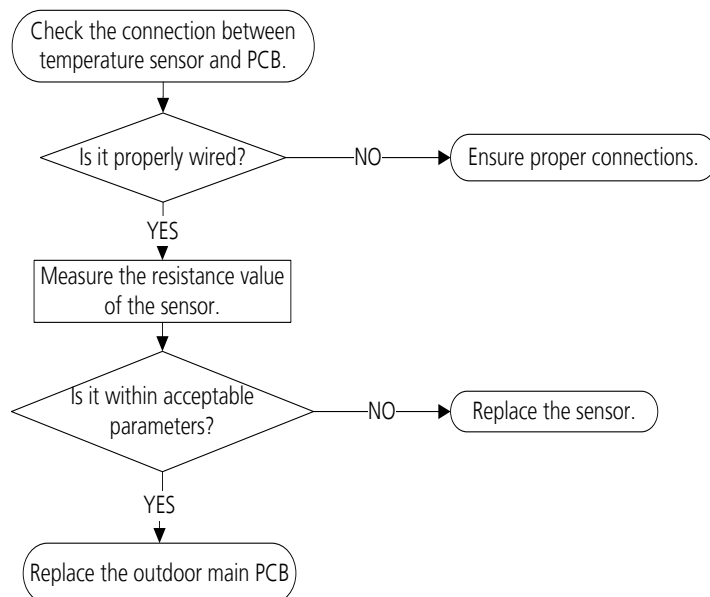 Check the connection between
temperature sensor and PCB.
Is it properly wired?
NO
Ensure proper connections.
YES
Measure the resistance value
of the sensor.
Is it within acceptable
parameters?
NO
Replace the sensor.
YES
Replace the outdoor main PCB